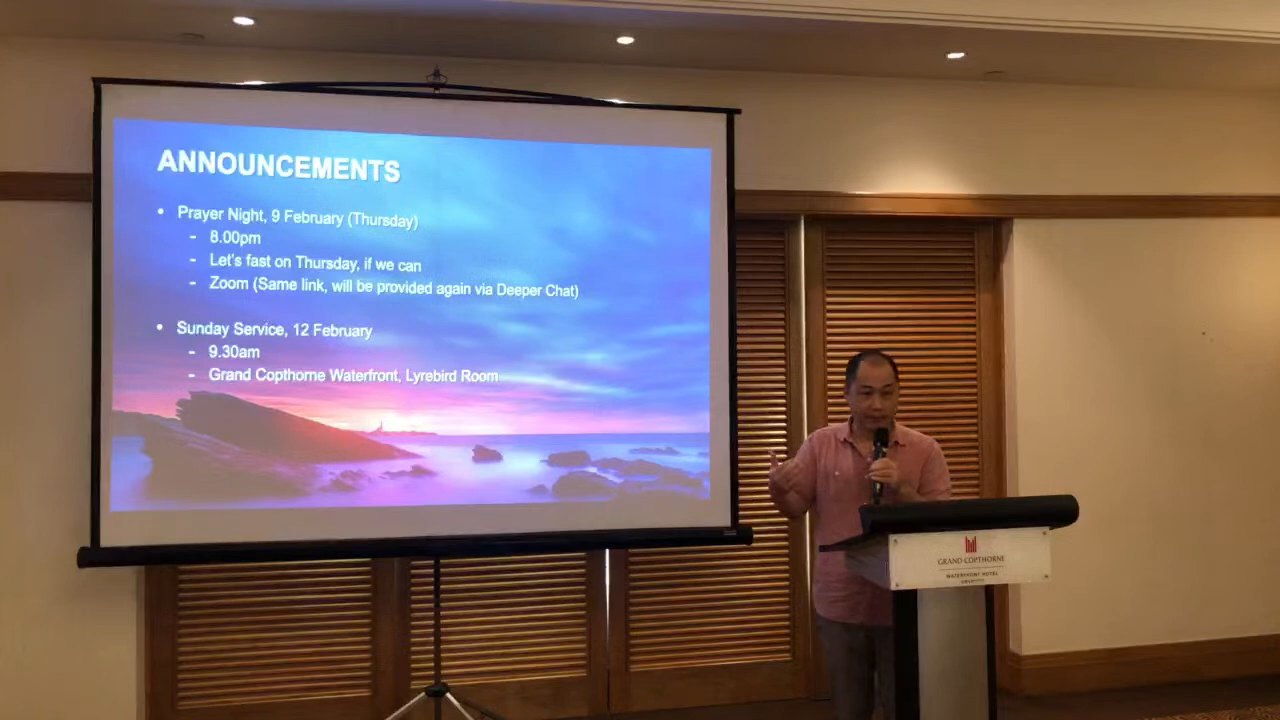 ANNOUNCEMENTS
• Prayer Night, 9 February (Thursday)
- 8.00pm
- Let's fast on Thursday, if we can
- Zoom (Same link, will be provided again via Deeper Chat)
• Sunday Service, 12 February
- 9.30am
- Grand Copthorne Waterfront, Lyrebird Room
GRAND COPTHORNE
WATERFRONT HOTEL